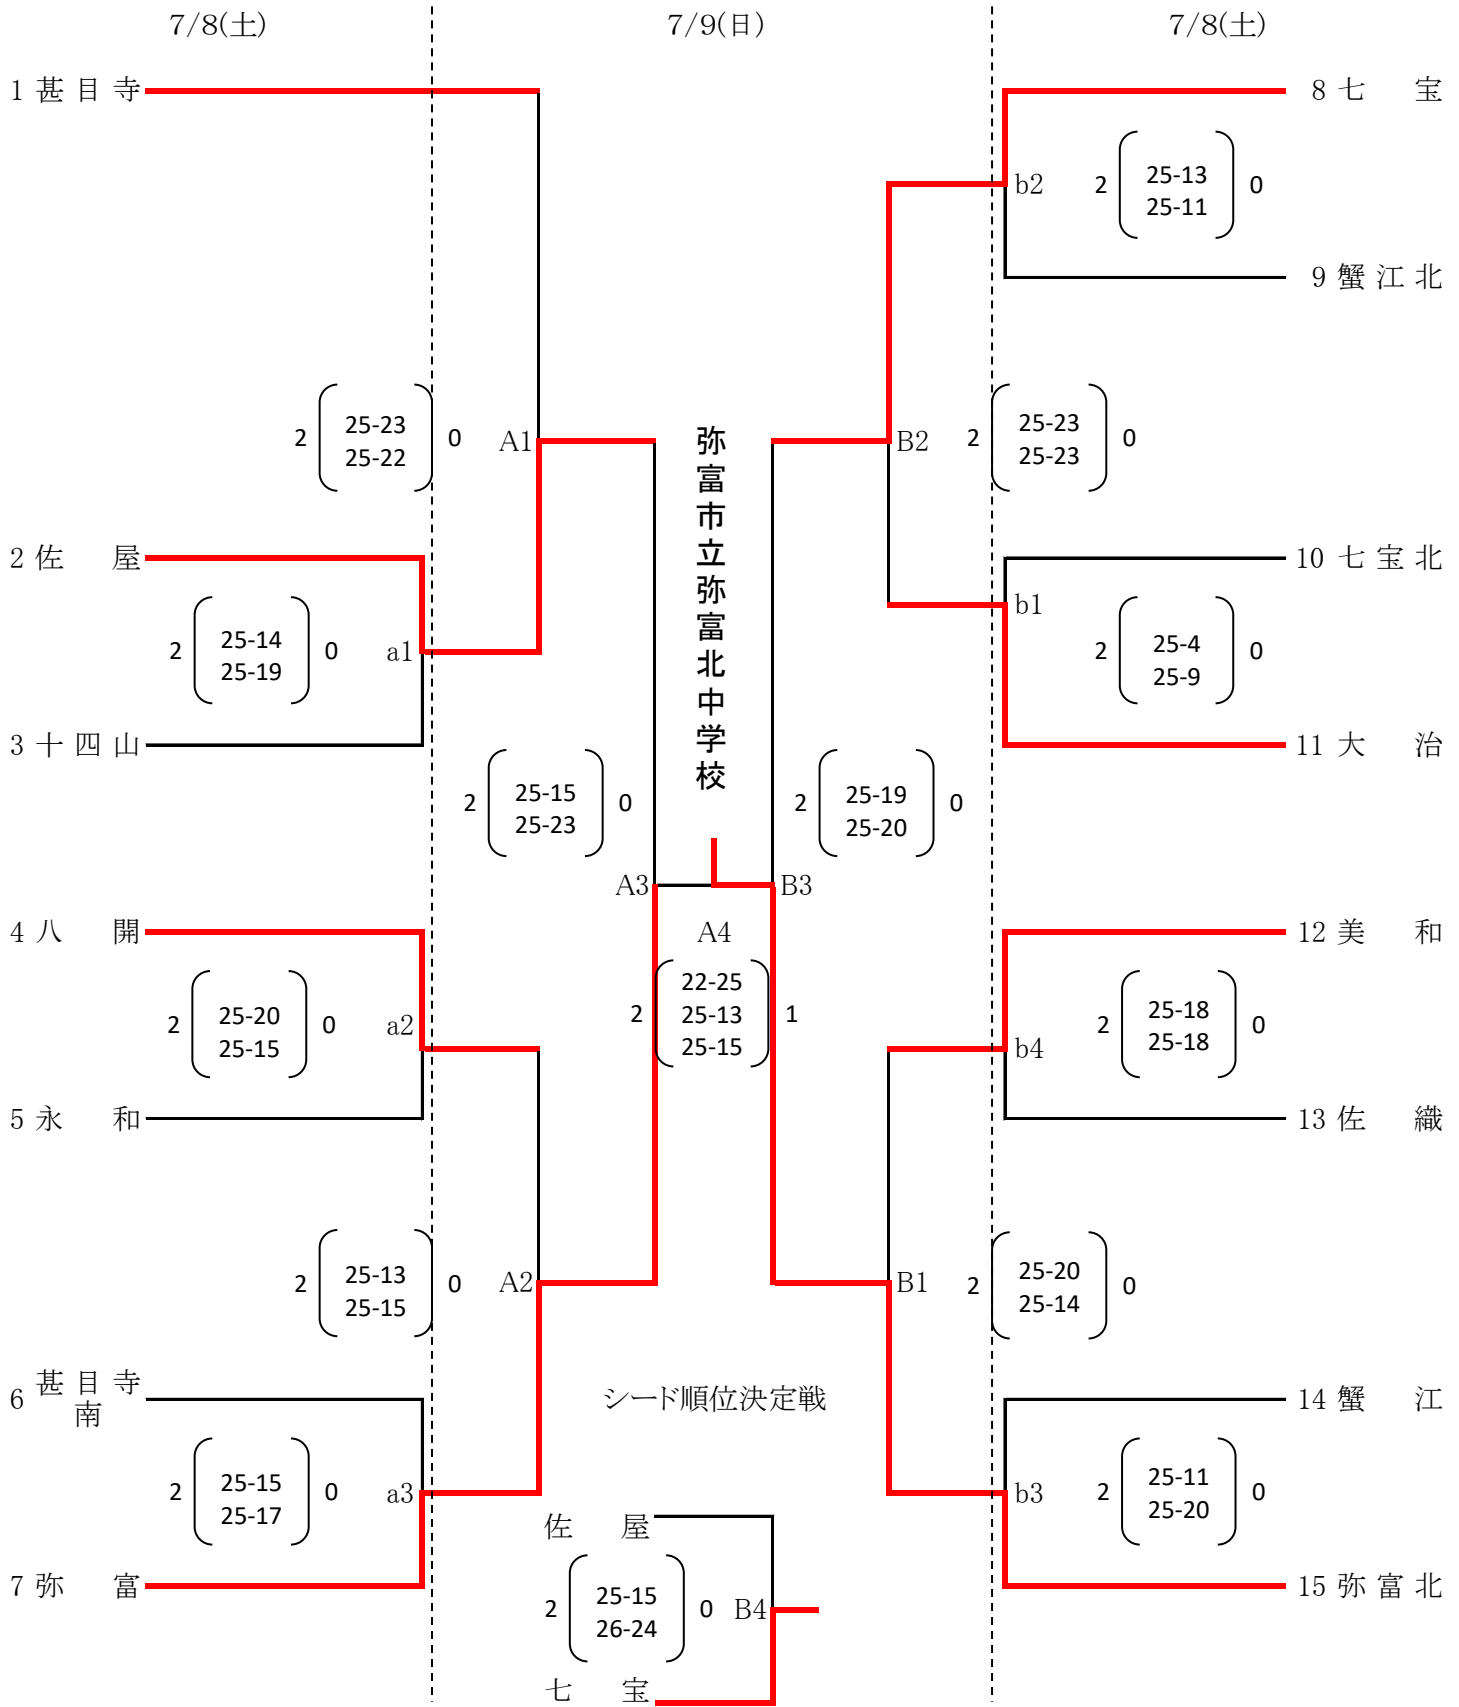 7/8(土)
7/9(日)
7/8(土)
1 甚目寺
8 七 宝
b2
2 25-13 0
25-11
9 蟹江北
2 25-23 0
25-22
A1
弥富市立弥富北中学校
B2
2 25-23 0
25-23
2 佐 屋
10 七宝北
2 25-14 0
25-19
a1
b1
2 25-4 0
25-9
3 十四山
11 大 治
2 25-15 0
25-23
2 25-19 0
25-20
A3
B3
4 八 開
A4
12 美 和
2 25-20 0
25-15
a2
22-25
2 25-13 1
25-15
b4
2 25-18 0
25-18
5 永 和
13 佐 織
2 25-13 0
25-15
A2
B1
2 25-20 0
25-14
6 甚目寺
南
シード順位決定戦
14 蟹 江
2 25-15 0
25-17
a3
b3
2 25-11 0
25-20
佐 屋
7 弥 富
2 25-15 0
26-24
B4
15 弥富北
七 宝